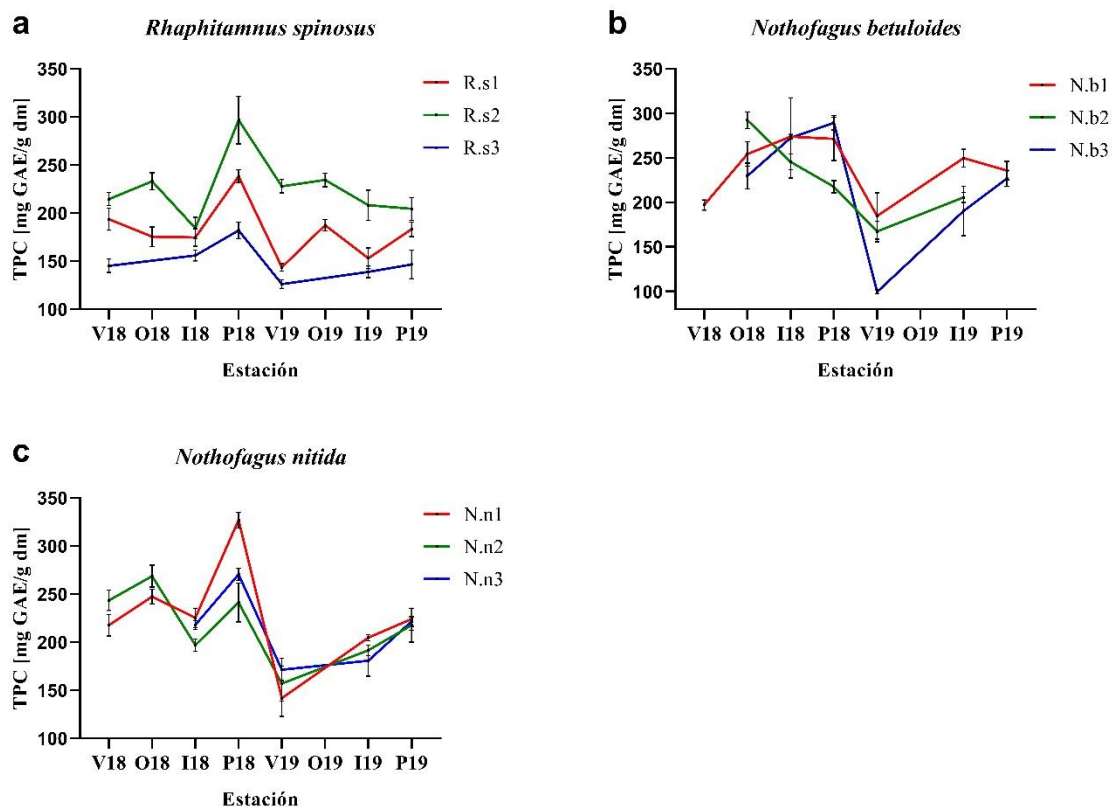 a
Rhaphitamnus spinosus
350
300
250
200
150
100
TPC [mg GAE/g dm]
R.s1
R.s2
R.s3
V18 O18 I18 P18 V19 O19 I19 P19
Estación
b
Nothofagus betuloides
350
300
250
200
150
100
TPC [mg GAE/g dm]
N.b1
N.b2
N.b3
V18 O18 I18 P18 V19 O19 I19 P19
Estación
c
Nothofagus nitida
350
300
250
200
150
100
TPC [mg GAE/g dm]
N.n1
N.n2
N.n3
V18 O18 I18 P18 V19 O19 I19 P19
Estación